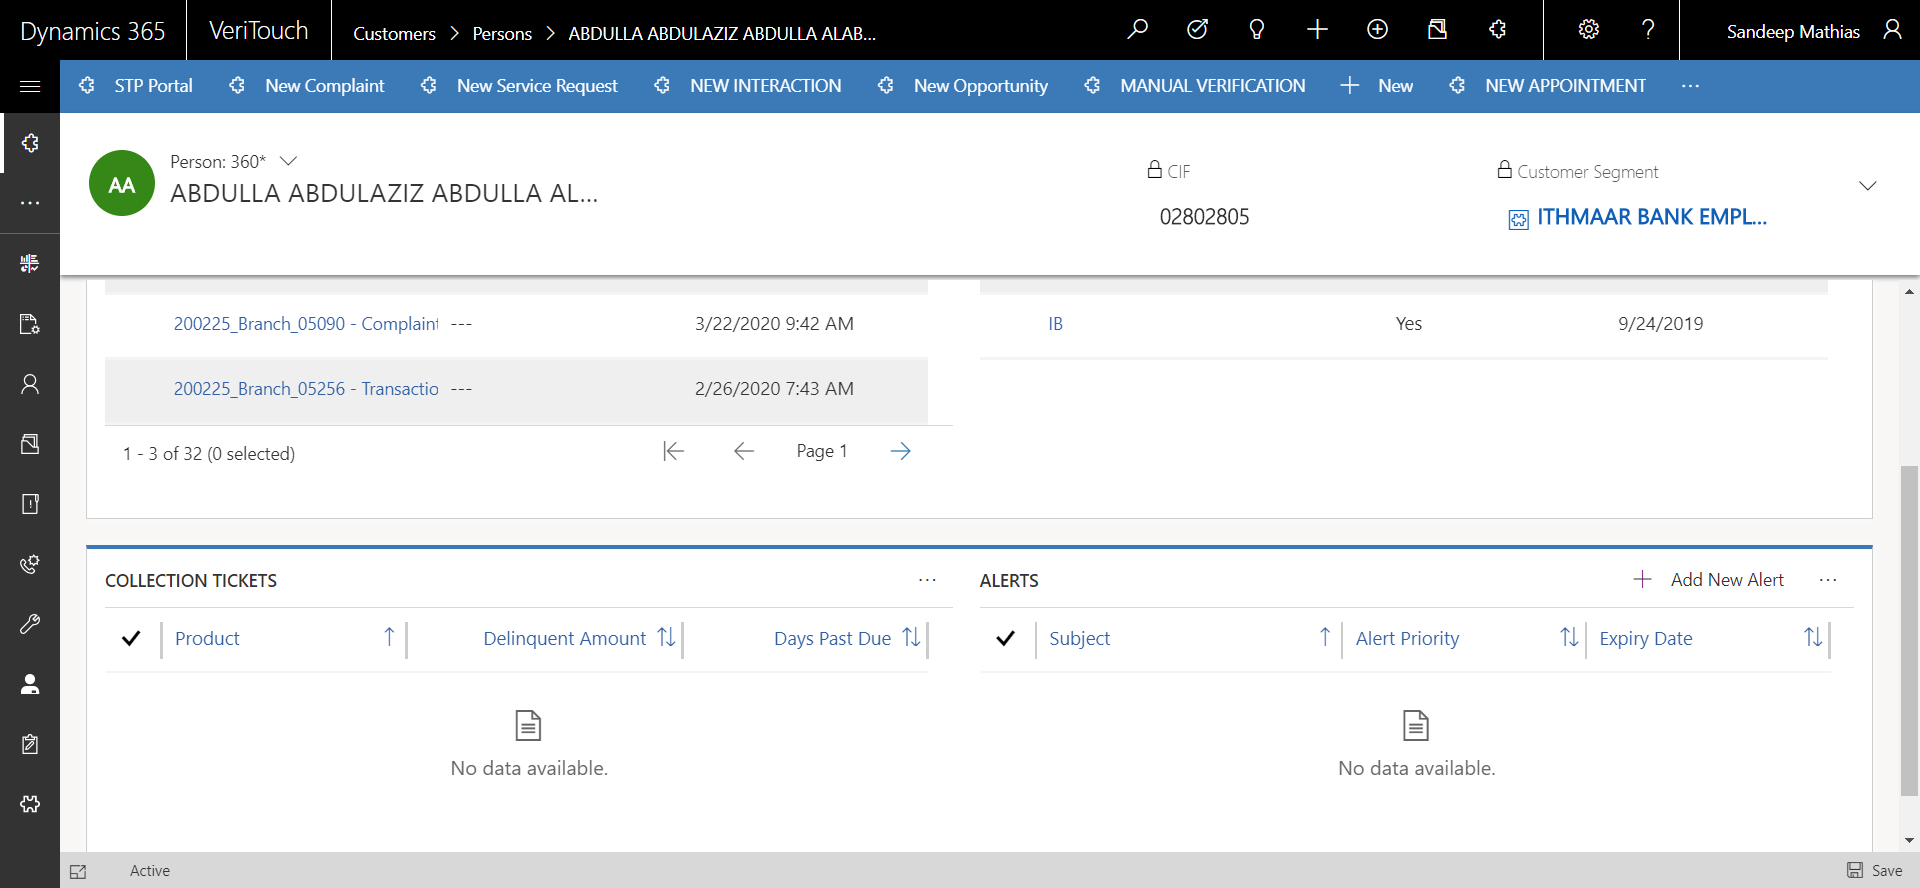 Dynamics 365 VeriTouch Customers > Persons > ABDULLA ABDULAZIZ ABDULLA ALAB... Sandeep Mathias
STP Portal New Complaint New Service Request NEW INTERACTION New Opportunity MANUAL VERIFICATION New NEW APPOINTMENT ...
AA
Person: 360*
ABDULLA ABDULAZIZ ABDULLA AL...
CIF
02802805
Customer Segment
ITHMAAR BANK EMPL...
200225_Branch_05090 - Complaint --- 3/22/2020 9:42 AM
200225_Branch_05256 - Transactio --- 2/26/2020 7:43 AM
1 - 3 of 32 (0 selected) Page 1
IB Yes 9/24/2019
COLLECTION TICKETS ...
Product Delinquent Amount Days Past Due
No data available.
ALERTS Add New Alert ...
Subject Alert Priority Expiry Date
No data available.
Active Save